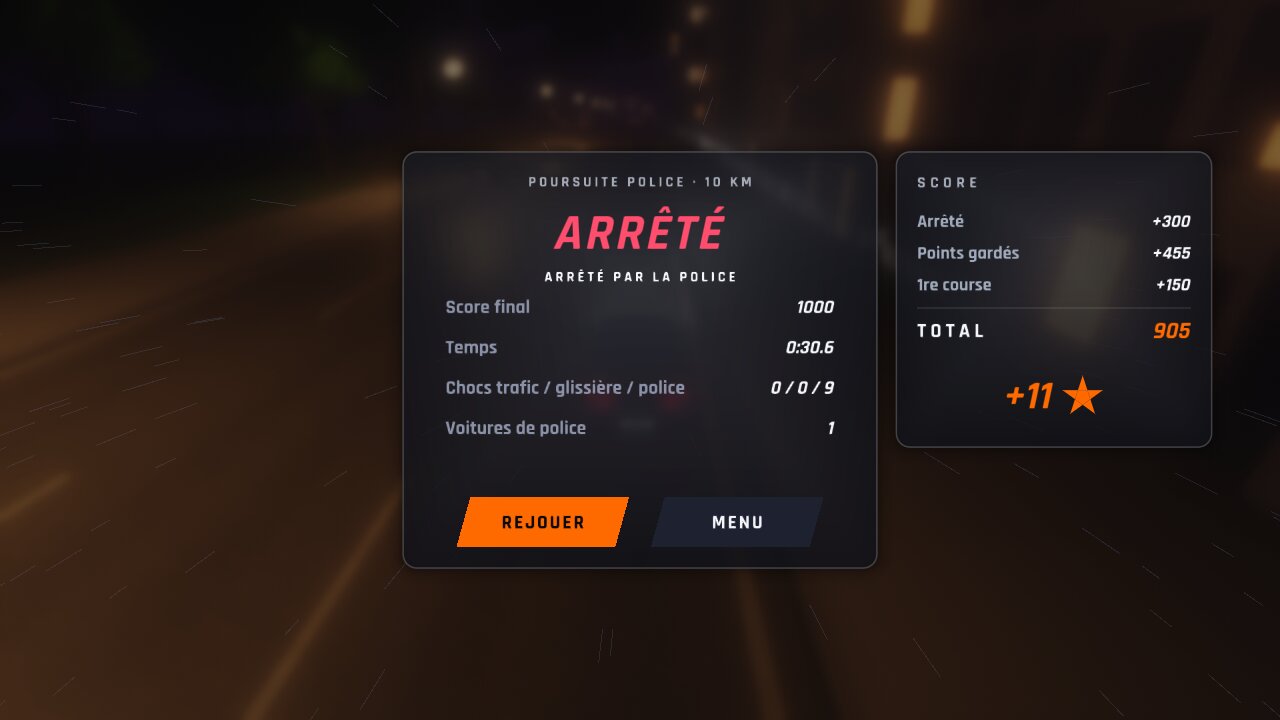 POURSUITE POLICE · 10 KM
ARRÊTÉ
ARRÊTÉ PAR LA POLICE
Score final 1000
Temps 0:30.6
Chocs trafic / glissière / police 0 / 0 / 9
Voitures de police 1
REJOUER MENU
SCORE
Arrêté +300
Points gardés +455
1re course +150
TOTAL 905
+11